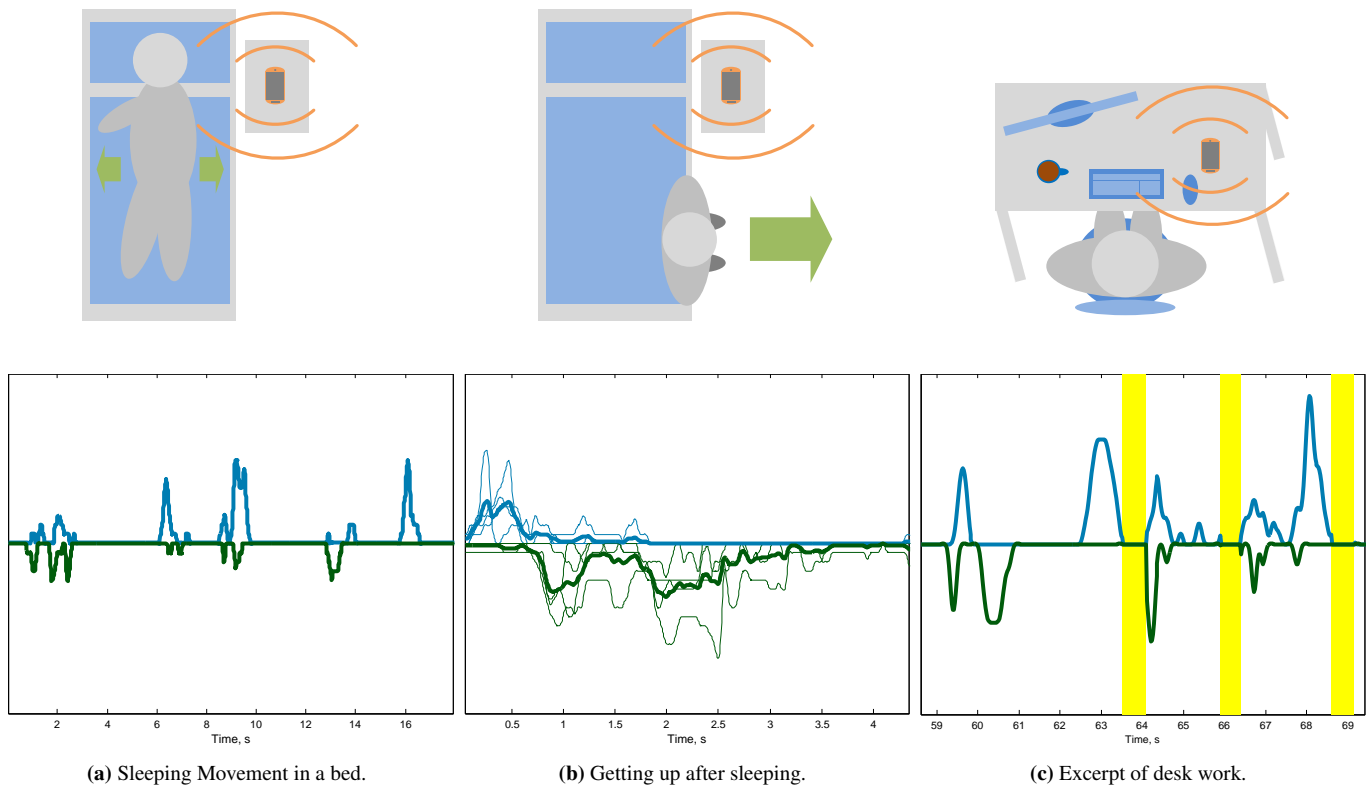 2 4 6 8 10 12 14 16
Time, s
0.5 1 1.5 2 2.5 3 3.5 4
Time, s
59 60 61 62 63 64 65 66 67 68 69
Time, s
(a) Sleeping Movement in a bed.
(b) Getting up after sleeping.
(c) Excerpt of desk work.